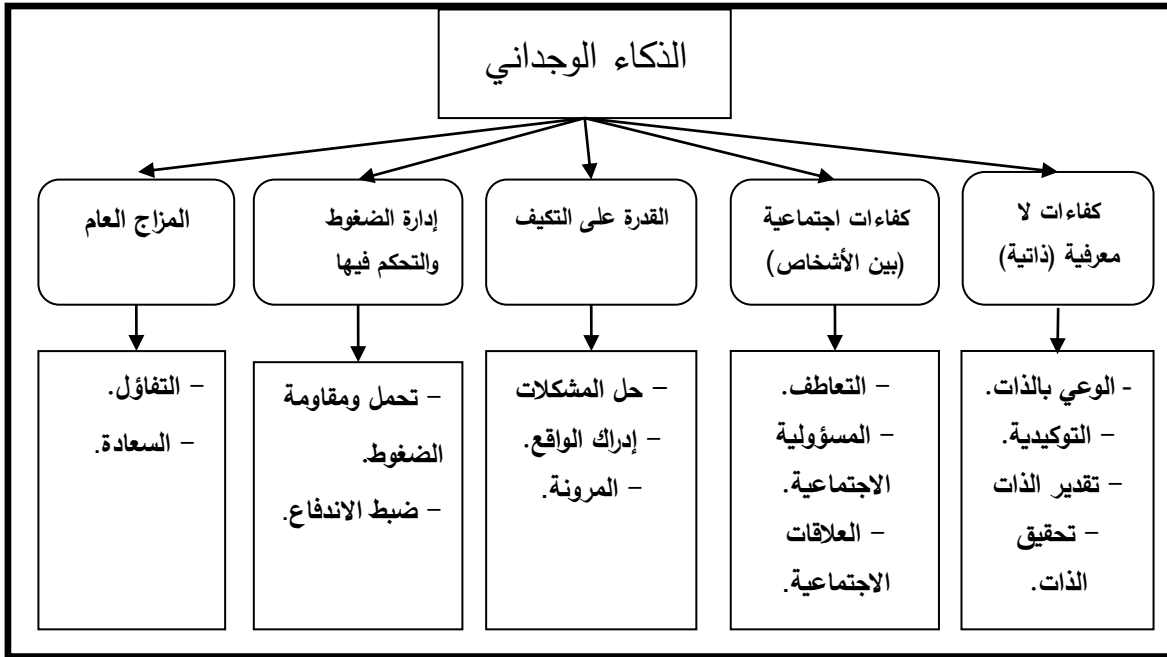 الذكاء الوجداني
كفاءات لا
معرفية (ذاتية)
كفاءات اجتماعية
(بين الأشخاص)
القدرة على التكيف
إدارة الضغوط
والتحكم فيها
المزاج العام
- الوعي بالذات.
- التوكيدية.
- تقدير الذات
- تحقيق
الذات.
- التعاطف.
- المسؤولية
الاجتماعية.
- العلاقات
الاجتماعية.
- حل المشكلات
- إدراك الواقع.
- المرونة.
- تحمل ومقاومة
الضغوط.
- ضبط الاندفاع.
- التفاؤل.
- السعادة.